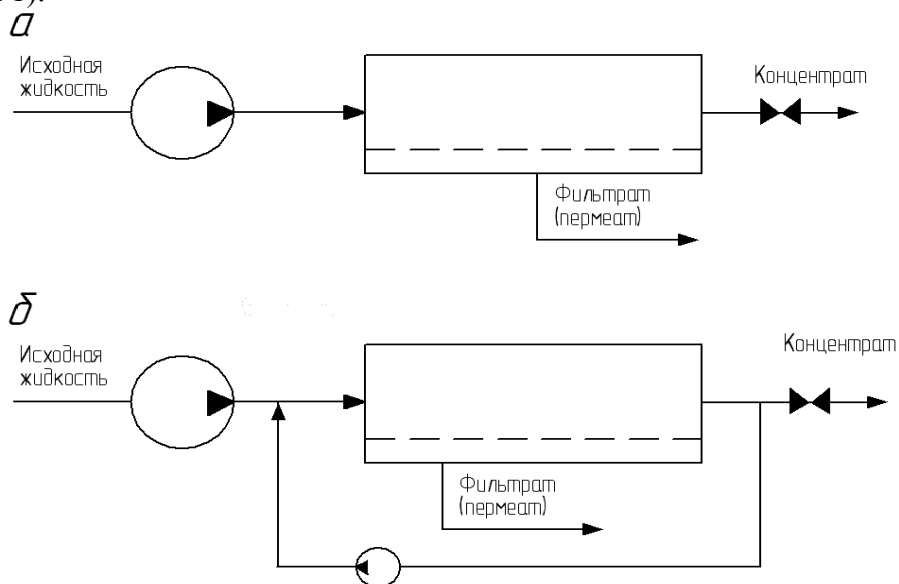 а
Исходная
жидкость
Концентрат
Фильтрат
(пермеат)
б
Исходная
жидкость
Концентрат
Фильтрат
(пермеат)